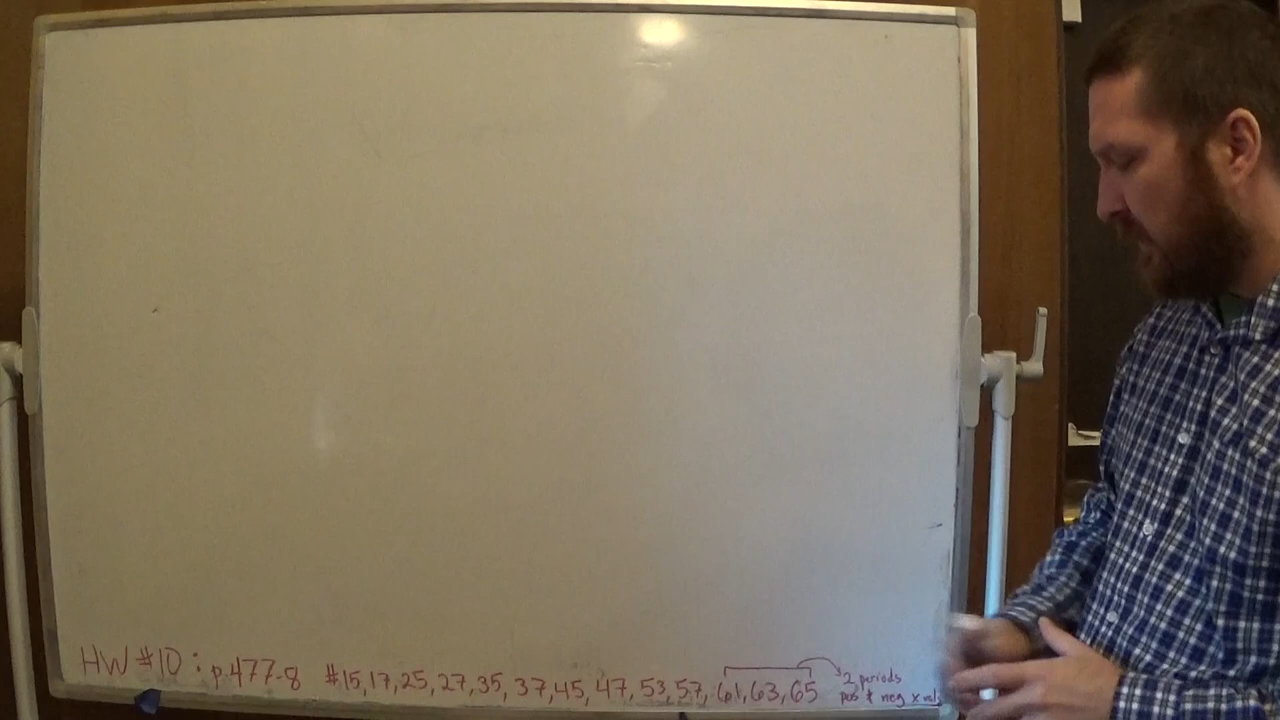 HW #10: p.477-8 #15,17,25,27,35,37,45,47,53,57,61,63,65
2 periods
pos & neg x vals